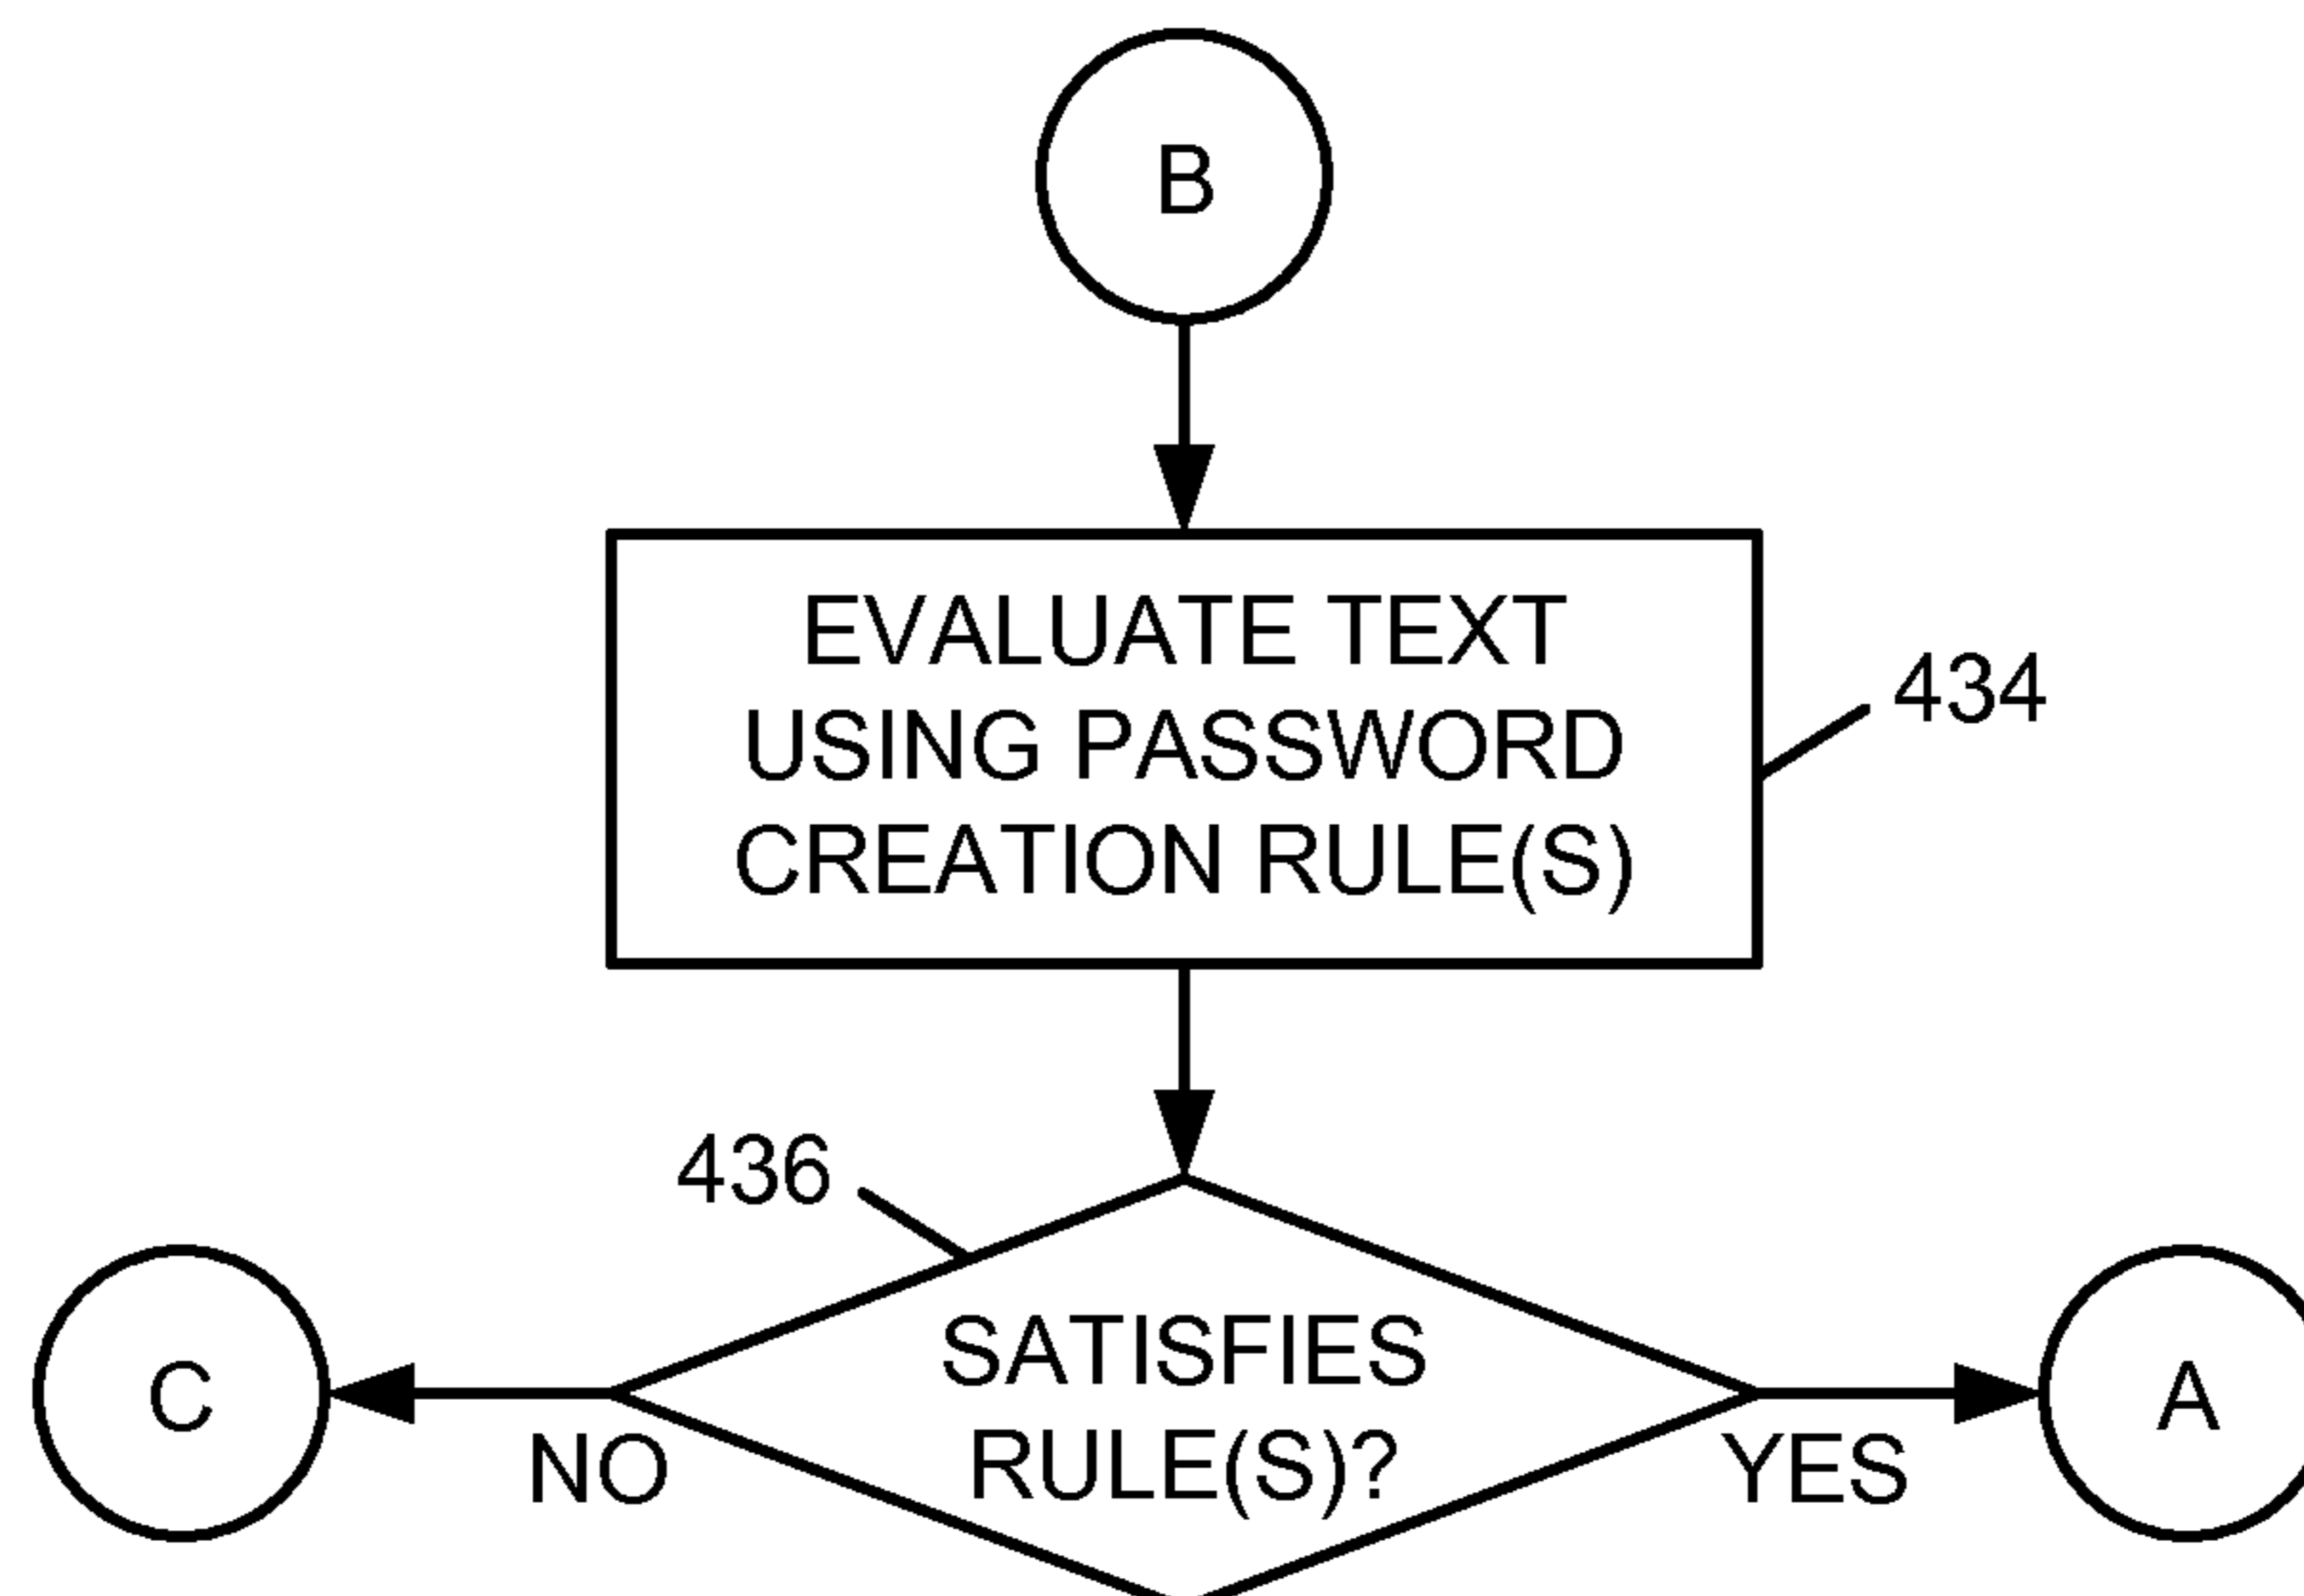 B
EVALUATE TEXT
USING PASSWORD
CREATION RULE(S)
434
436
SATISFIES
RULE(S)?
C
NO
YES
A